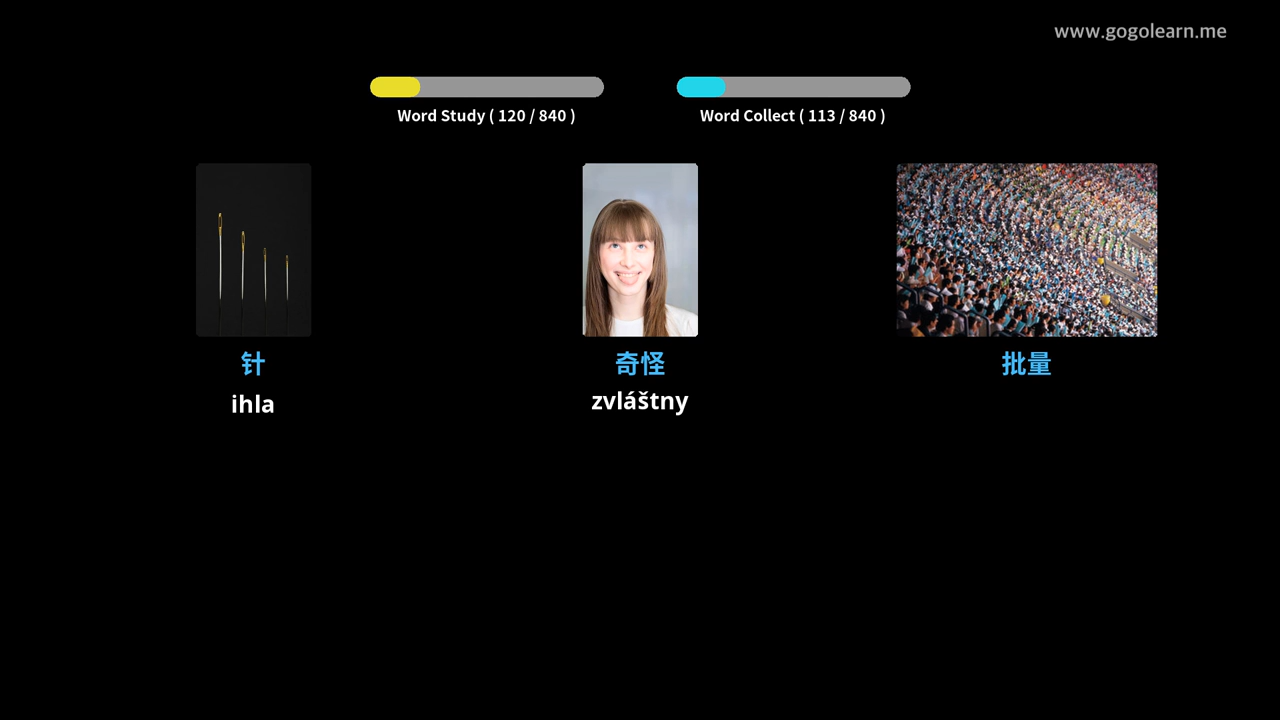 www.gogolearn.me
Word Study ( 120 / 840 )
Word Collect ( 113 / 840 )
针
奇怪
批量
ihla
zvláštny